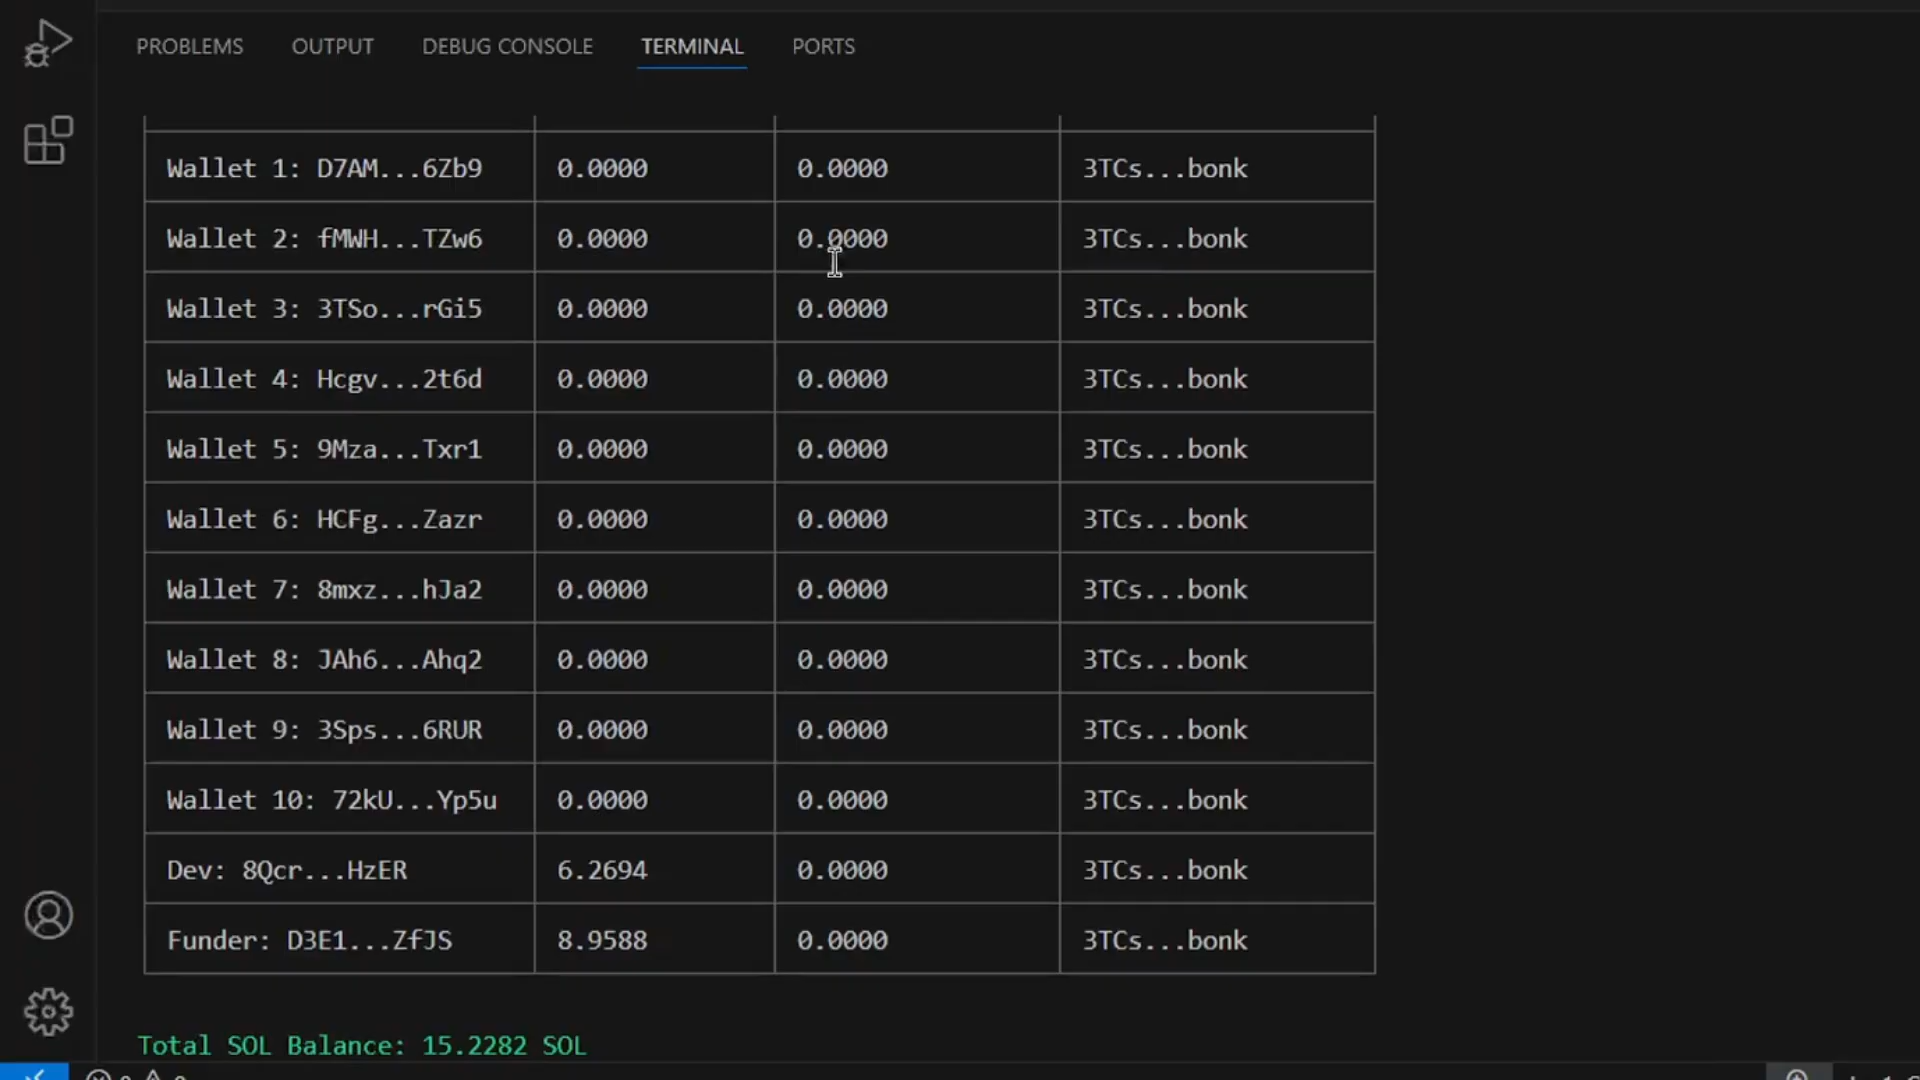 PROBLEMS OUTPUT DEBUG CONSOLE TERMINAL PORTS
Wallet 1: D7AM...6Zb9 0.0000 0.0000 3TCs...bonk
Wallet 2: fMWH...TZw6 0.0000 0.0000 3TCs...bonk
Wallet 3: 3TSo...rGi5 0.0000 0.0000 3TCs...bonk
Wallet 4: Hcgv...2t6d 0.0000 0.0000 3TCs...bonk
Wallet 5: 9Mza...Txr1 0.0000 0.0000 3TCs...bonk
Wallet 6: HCFg...Zazr 0.0000 0.0000 3TCs...bonk
Wallet 7: 8mxz...hJa2 0.0000 0.0000 3TCs...bonk
Wallet 8: JAh6...Ahq2 0.0000 0.0000 3TCs...bonk
Wallet 9: 3Sps...6RUR 0.0000 0.0000 3TCs...bonk
Wallet 10: 72kU...Yp5u 0.0000 0.0000 3TCs...bonk
Dev: 8Qcr...HzER 6.2694 0.0000 3TCs...bonk
Funder: D3E1...ZfJS 8.9588 0.0000 3TCs...bonk
Total SOL Balance: 15.2282 SOL